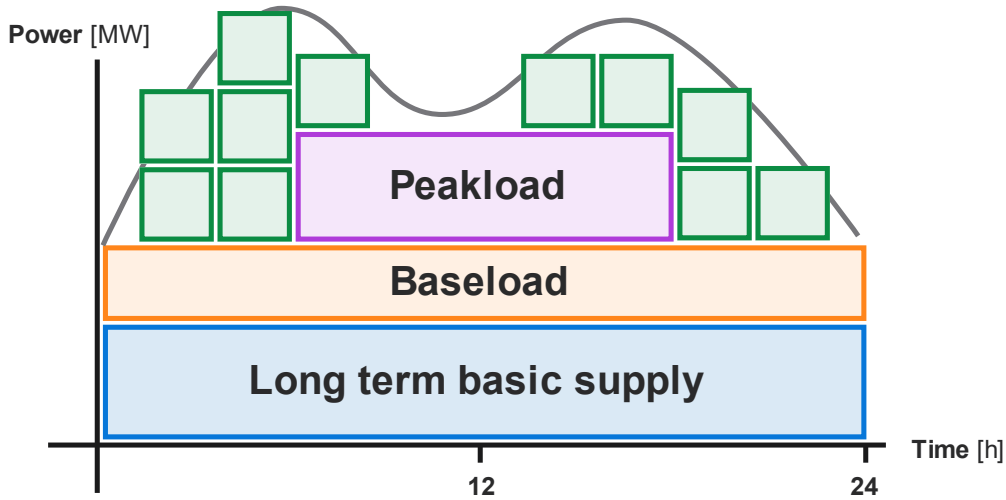 Power [MW]
Peakload
Baseload
Long term basic supply
Time [h]
12
24